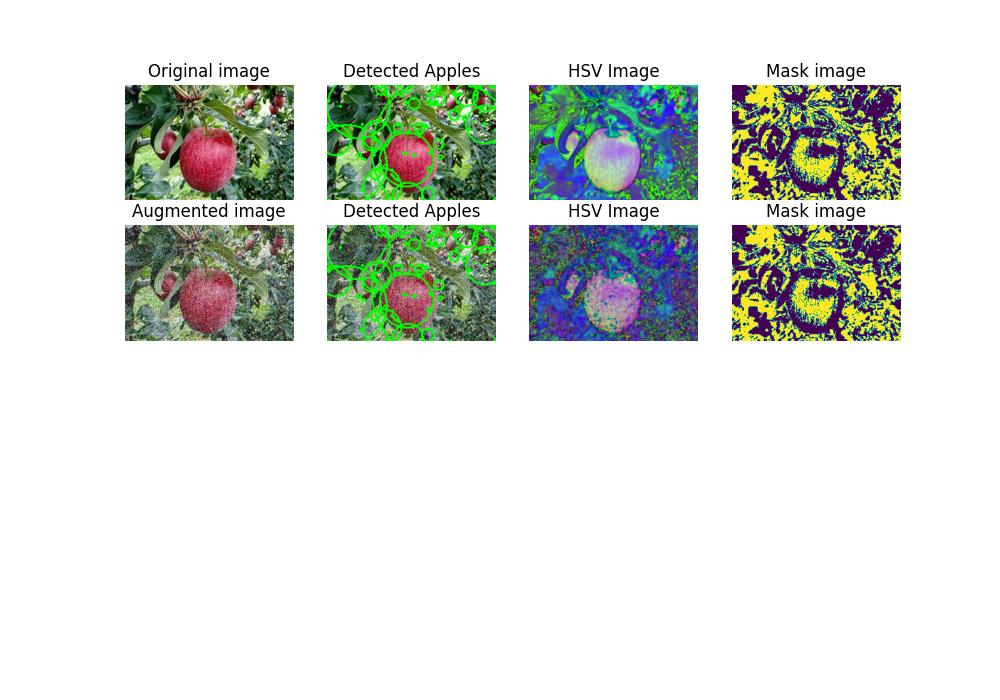 Original image
Detected Apples
HSV Image
Mask image
Augmented image
Detected Apples
HSV Image
Mask image